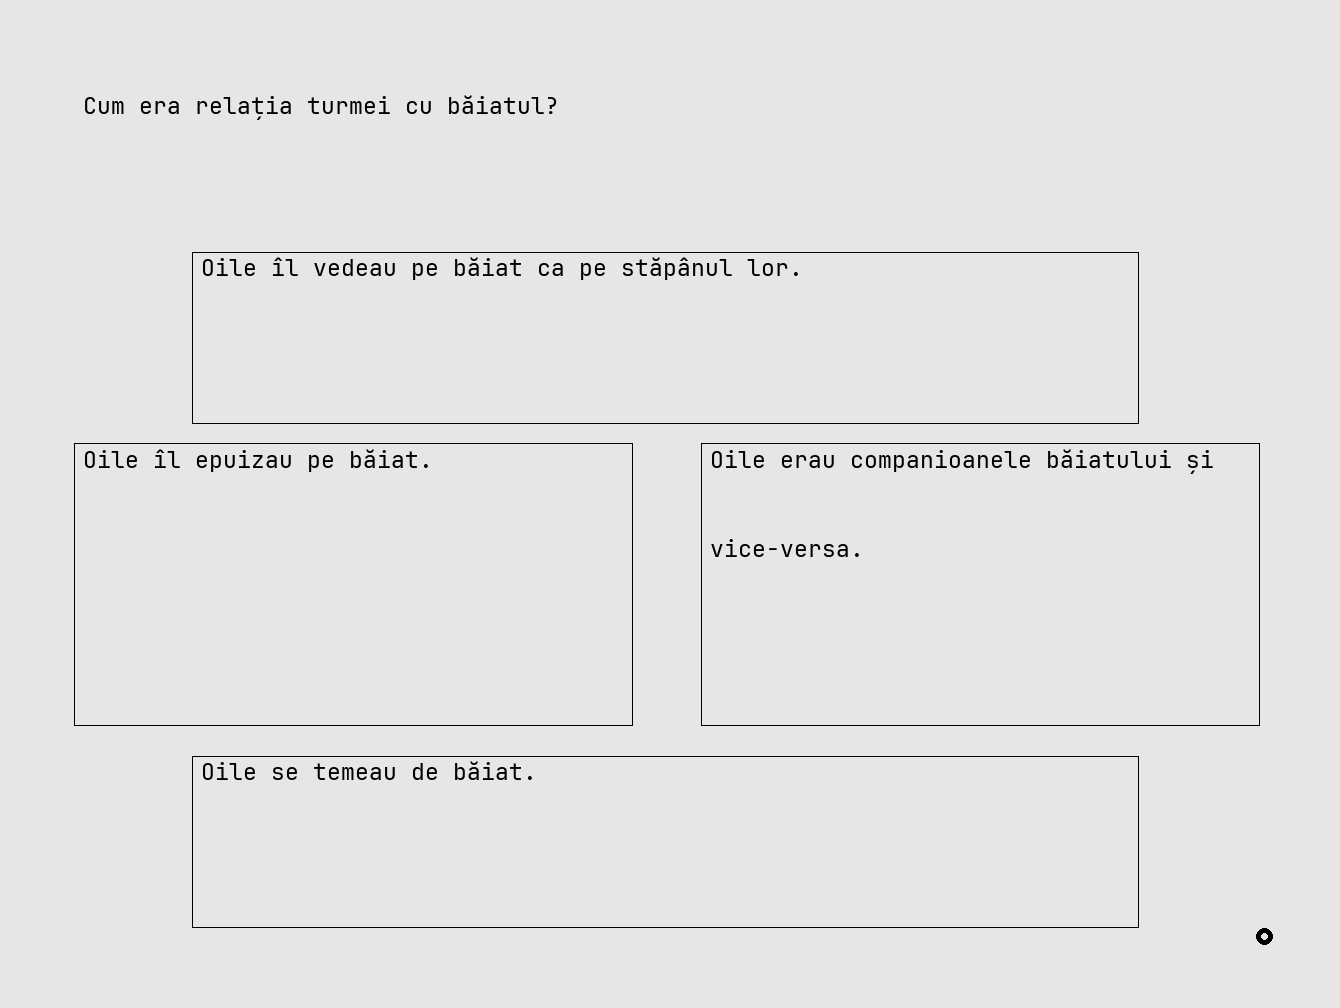 Cum era relația turmei cu băiatul?
Oile îl vedeau pe băiat ca pe stăpânul lor.
Oile îl epuizau pe băiat.
Oile erau companioanele băiatului și
vice-versa.
Oile se temeau de băiat.